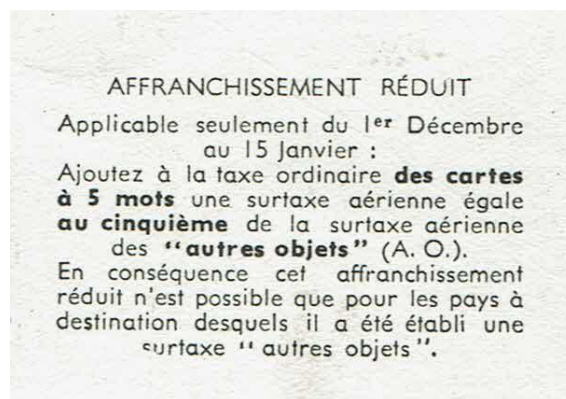 AFFRANCHISSEMENT RÉDUIT
Applicable seulement du 1er Décembre
au 15 Janvier :
Ajoutez à la taxe ordinaire des cartes
à 5 mots une surtaxe aérienne égale
au cinquième de la surtaxe aérienne
des "autres objets" (A. O.).
En conséquence cet affranchissement
réduit n'est possible que pour les pays à
destination desquels il a été établi une
surtaxe " autres objets ".